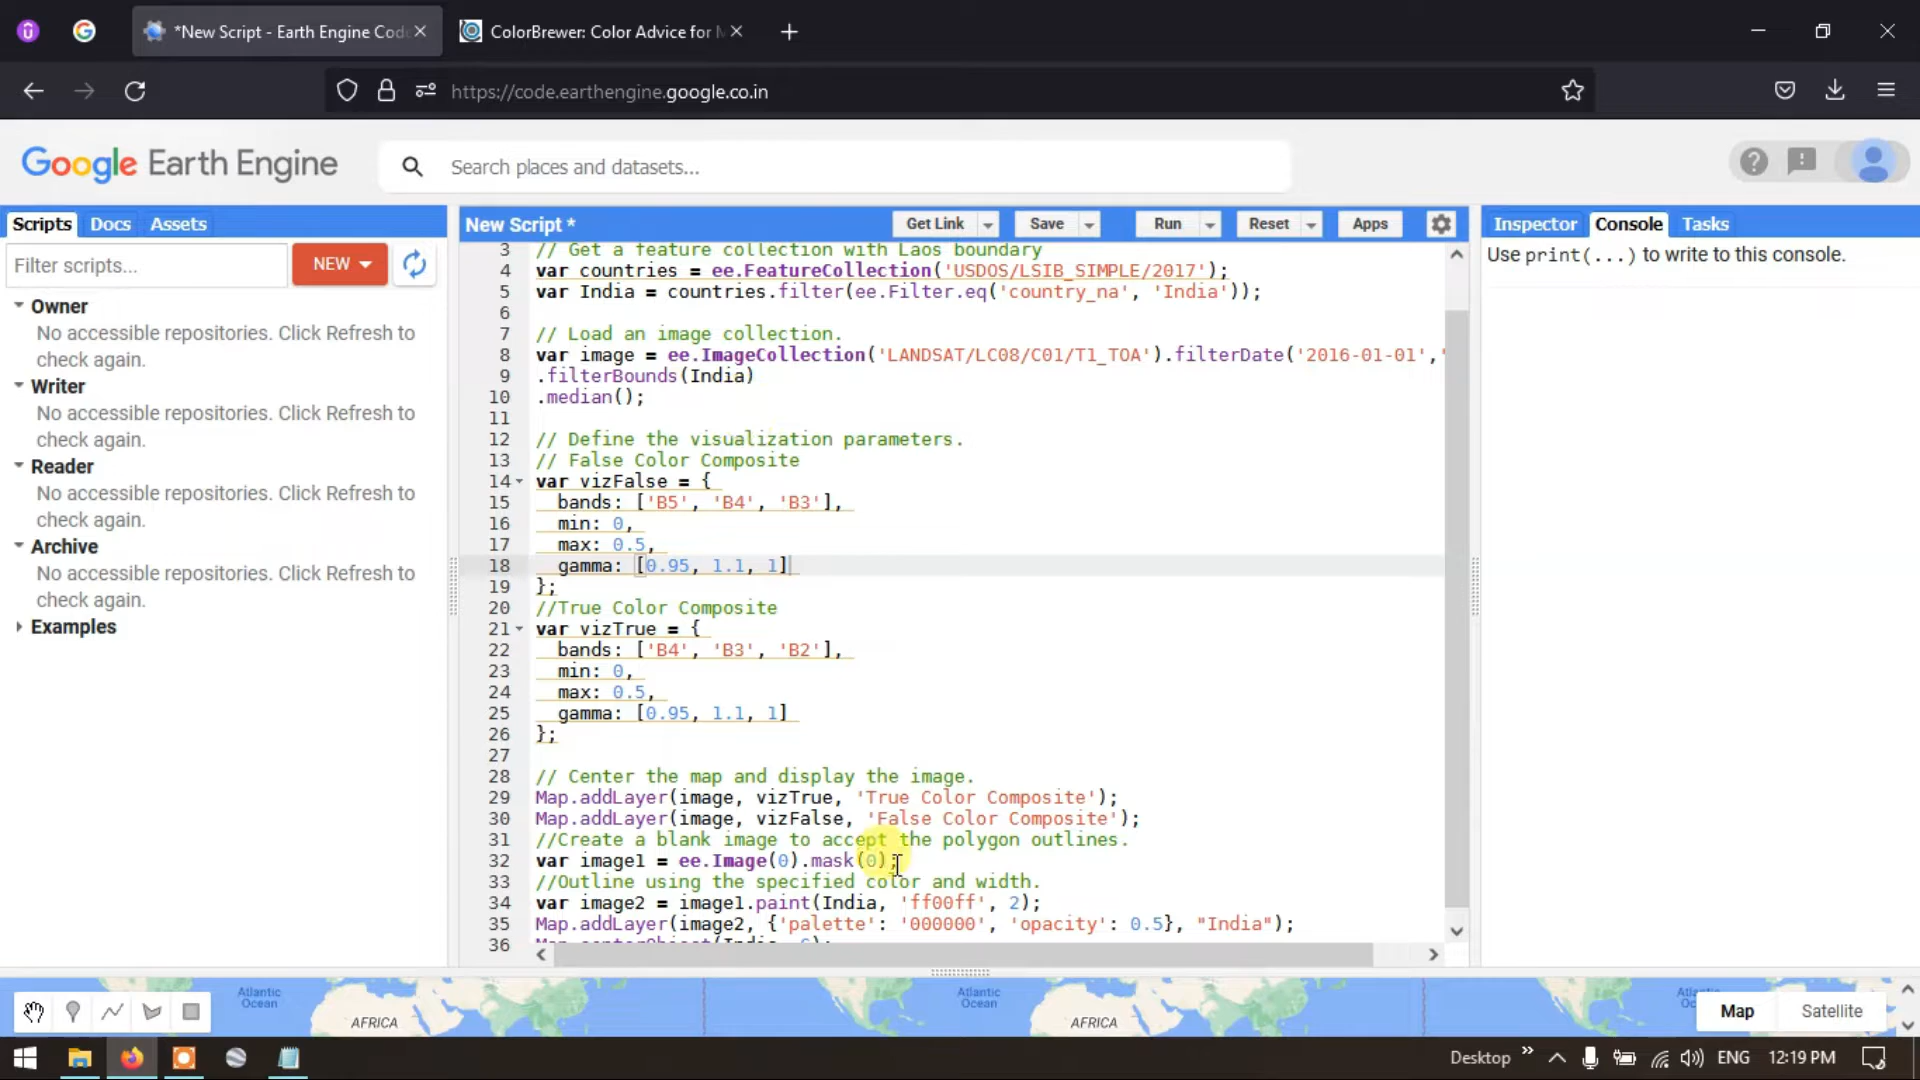 *New Script - Earth Engine Cod
ColorBrewer: Color Advice for M
https://code.earthengine.google.co.in
Google Earth Engine
Search places and datasets...
Scripts Docs Assets
New Script *
Get Link Save Run Reset Apps
Inspector Console Tasks
Filter scripts...
NEW
Use print(...) to write to this console.
Owner
No accessible repositories. Click Refresh to
check again.
Writer
No accessible repositories. Click Refresh to
check again.
Reader
No accessible repositories. Click Refresh to
check again.
Archive
No accessible repositories. Click Refresh to
check again.
Examples
3 // Get a feature collection with Laos boundary
4 var countries = ee.FeatureCollection('USDOS/LSIB_SIMPLE/2017');
5 var India = countries.filter(ee.Filter.eq('country_na', 'India'));
6
7 // Load an image collection.
8 var image = ee.ImageCollection('LANDSAT/LC08/C01/T1_TOA').filterDate('2016-01-01','
9 .filterBounds(India)
10 .median();
11
12 // Define the visualization parameters.
13 // False Color Composite
14 var vizFalse = {
15 bands: ['B5', 'B4', 'B3'],
16 min: 0,
17 max: 0.5,
18 gamma: [0.95, 1.1, 1]
19 };
20 //True Color Composite
21 var vizTrue = {
22 bands: ['B4', 'B3', 'B2'],
23 min: 0,
24 max: 0.5,
25 gamma: [0.95, 1.1, 1]
26 };
27
28 // Center the map and display the image.
29 Map.addLayer(image, vizTrue, 'True Color Composite');
30 Map.addLayer(image, vizFalse, 'False Color Composite');
31 //Create a blank image to accept the polygon outlines.
32 var image1 = ee.Image(0).mask(0);
33 //Outline using the specified color and width.
34 var image2 = image1.paint(India, 'ff00ff', 2);
35 Map.addLayer(image2, {'palette': '000000', 'opacity': 0.5}, "India");
36 Map.centerObject(India, 6);
Atlantic
Ocean
AFRICA
Atlantic
Ocean
AFRICA
Map Satellite
Desktop
ENG 12:19 PM